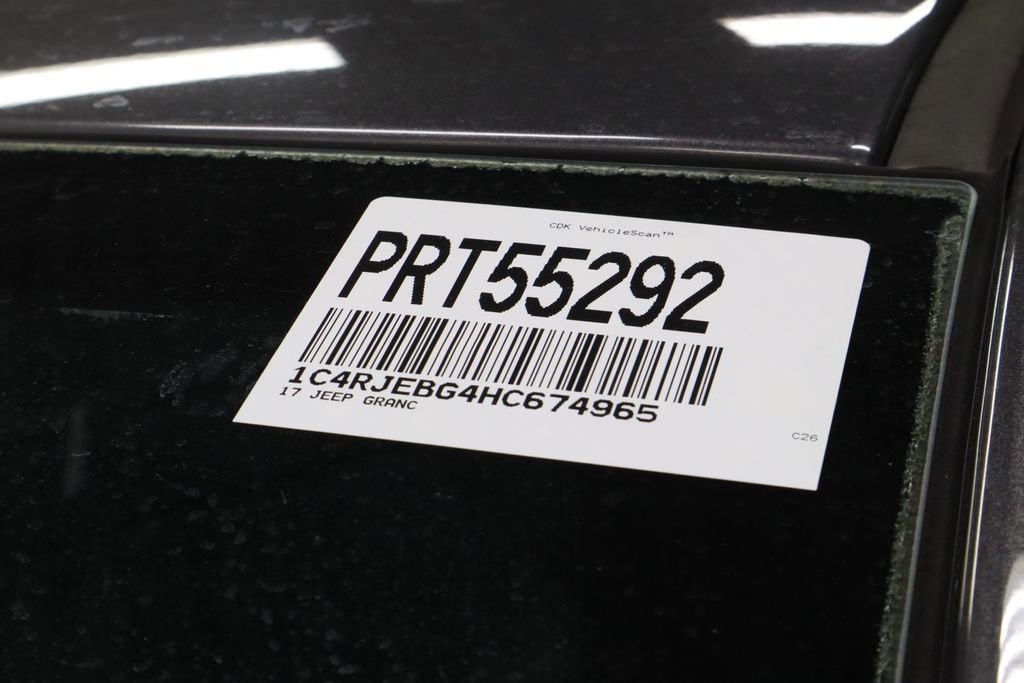 CDK VehicleScan™
PRT55292
1C4RJEBG4HC674965
17 JEEP GRANC
C26